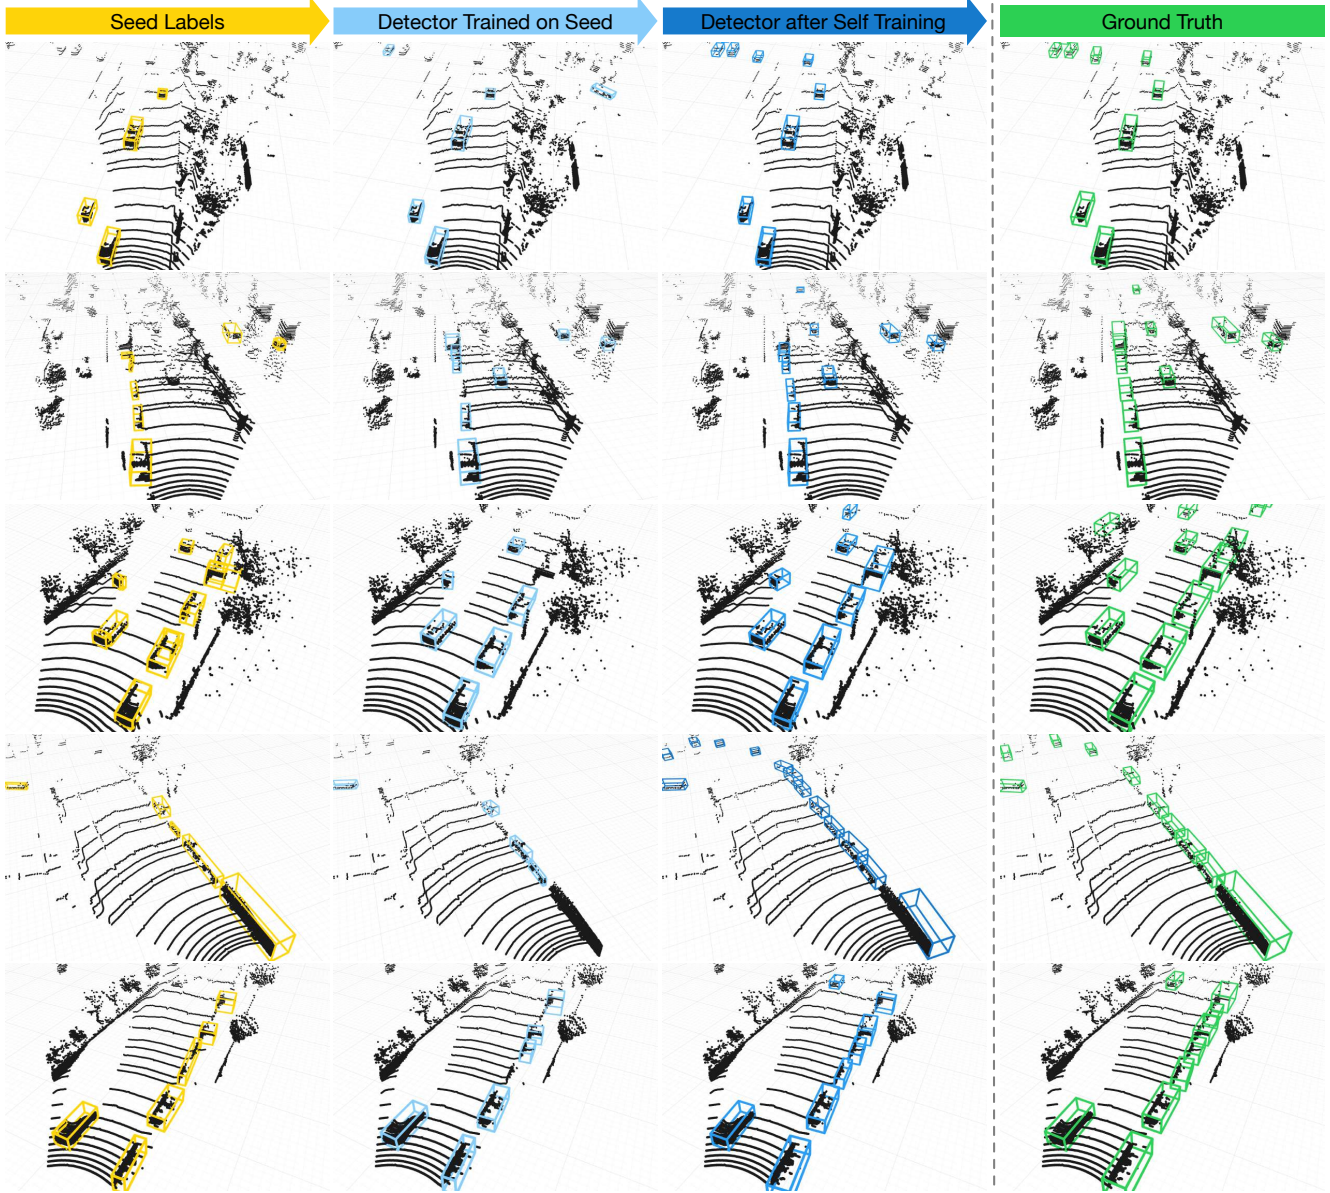 Seed Labels
Detector Trained on Seed
Detector after Self Training
Ground Truth